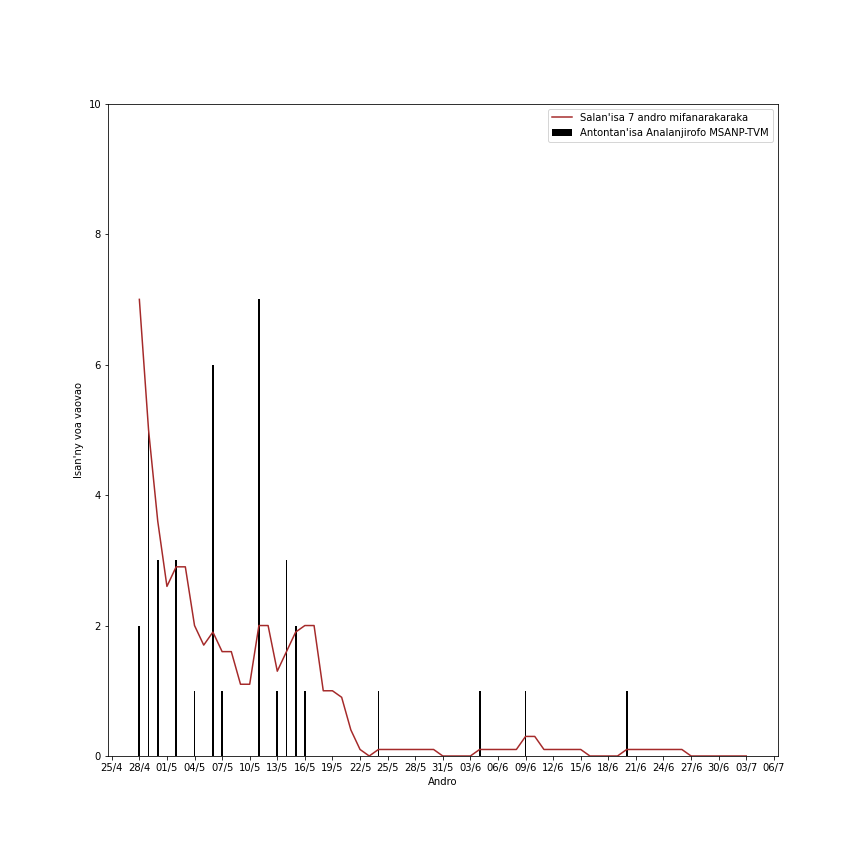 Salan'isa 7 andro mifanarakaraka
Antontan'isa Analanjirofo MSANP-TVM
10
8
6
4
2
0
Isan'ny voa vaovao
25/4 28/4 01/5 04/5 07/5 10/5 13/5 16/5 19/5 22/5 25/5 28/5 31/5 03/6 06/6 09/6 12/6 15/6 18/6 21/6 24/6 27/6 30/6 03/7 06/7
Andro